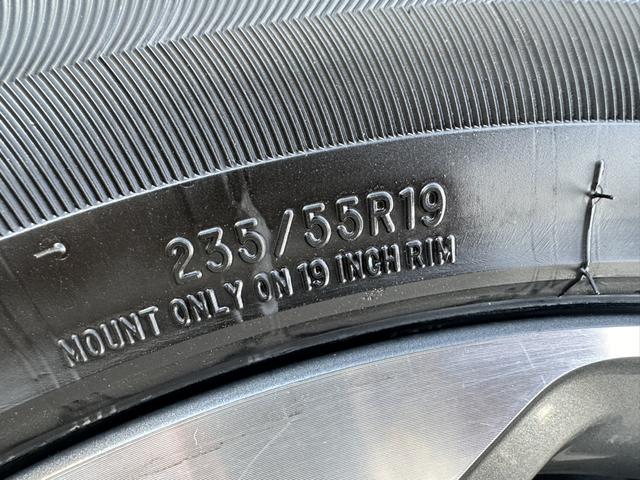 235/55R19
MOUNT ONLY ON 19 INCH RIM